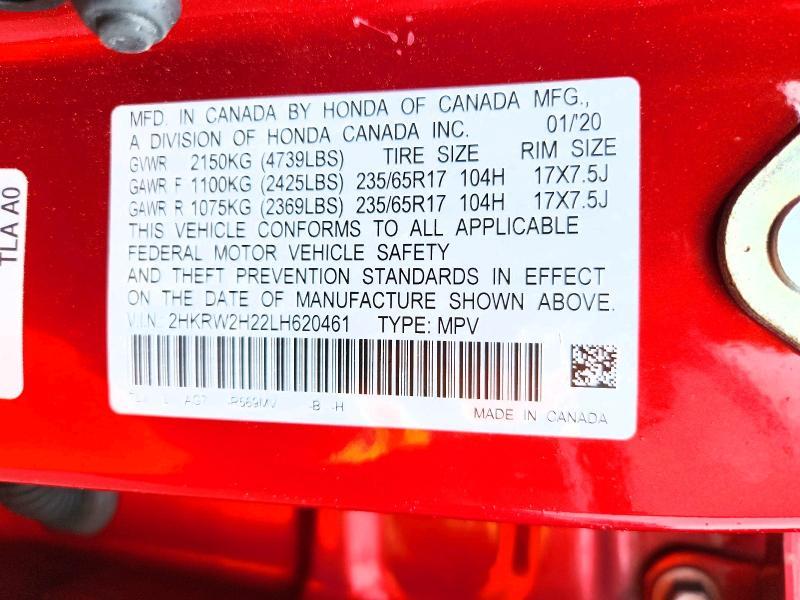 MFD. IN CANADA BY HONDA OF CANADA MFG.,
A DIVISION OF HONDA CANADA INC. 01/'20
GVWR 2150KG (4739LBS) TIRE SIZE RIM SIZE
GAWR F 1100KG (2425LBS) 235/65R17 104H 17X7.5J
GAWR R 1075KG (2369LBS) 235/65R17 104H 17X7.5J
THIS VEHICLE CONFORMS TO ALL APPLICABLE
FEDERAL MOTOR VEHICLE SAFETY
AND THEFT PREVENTION STANDARDS IN EFFECT
ON THE DATE OF MANUFACTURE SHOWN ABOVE.
V.I.N.: 2HKRW2H22LH620461 TYPE: MPV
-R569MV -B -H
MADE IN CANADA
TLA A0